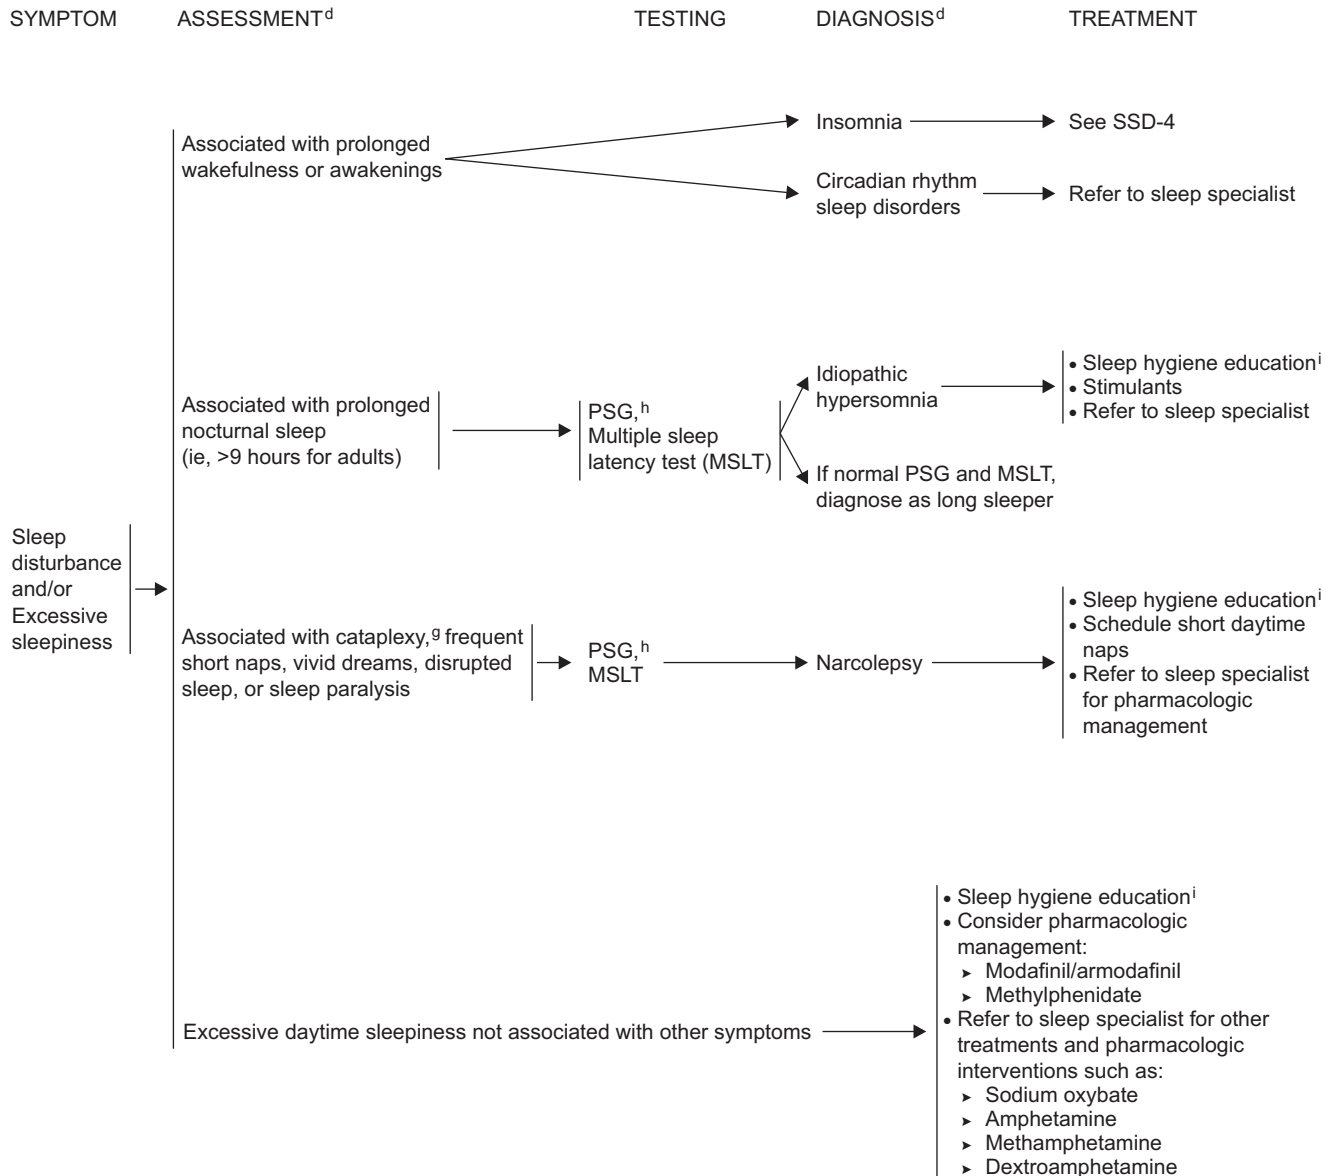 SYMPTOM ASSESSMENTd TESTING DIAGNOSISd TREATMENT
Associated with prolonged
wakefulness or awakenings
Insomnia
See SSD-4
Circadian rhythm
sleep disorders
Refer to sleep specialist
Associated with prolonged
nocturnal sleep
(ie, >9 hours for adults)
PSG,h
Multiple sleep
latency test (MSLT)
Idiopathic
hypersomnia
• Sleep hygiene educationi
• Stimulants
• Refer to sleep specialist
If normal PSG and MSLT,
diagnose as long sleeper
Sleep
disturbance
and/or
Excessive
sleepiness
Associated with cataplexy,g frequent
short naps, vivid dreams, disrupted
sleep, or sleep paralysis
PSG,h
MSLT
Narcolepsy
• Sleep hygiene educationi
• Schedule short daytime
naps
• Refer to sleep specialist
for pharmacologic
management
Excessive daytime sleepiness not associated with other symptoms
• Sleep hygiene educationi
• Consider pharmacologic
management:
➤ Modafinil/armodafinil
➤ Methylphenidate
• Refer to sleep specialist for other
treatments and pharmacologic
interventions such as:
➤ Sodium oxybate
➤ Amphetamine
➤ Methamphetamine
➤ Dextroamphetamine